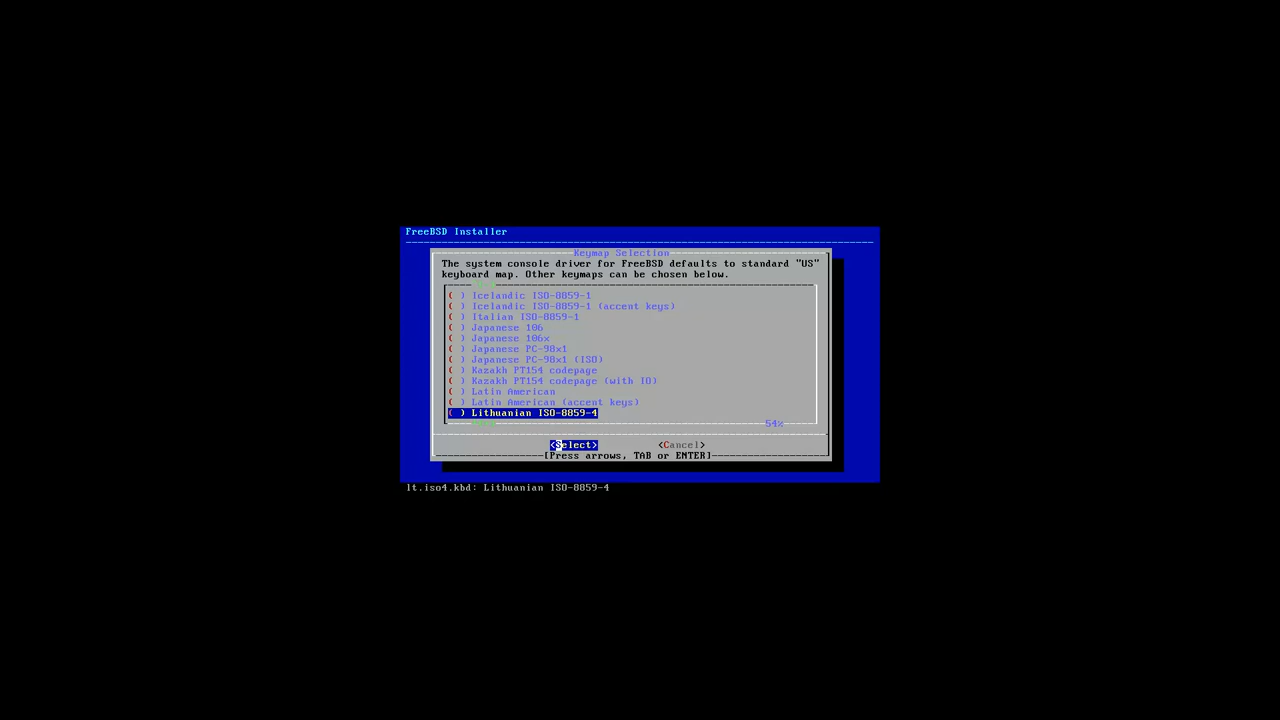 FreeBSD Installer
Keymap Selection
The system console driver for FreeBSD defaults to standard "US"
keyboard map. Other keymaps can be chosen below.
( ) Icelandic ISO-8859-1
( ) Icelandic ISO-8859-1 (accent keys)
( ) Italian ISO-8859-1
( ) Japanese 106
( ) Japanese 106x
( ) Japanese PC-98x1
( ) Japanese PC-98x1 (ISO)
( ) Kazakh PT154 codepage
( ) Kazakh PT154 codepage (with IO)
( ) Latin American
( ) Latin American (accent keys)
( ) Lithuanian ISO-8859-4
54%
<Select> <Cancel>
[Press arrows, TAB or ENTER]
lt.iso4.kbd: Lithuanian ISO-8859-4